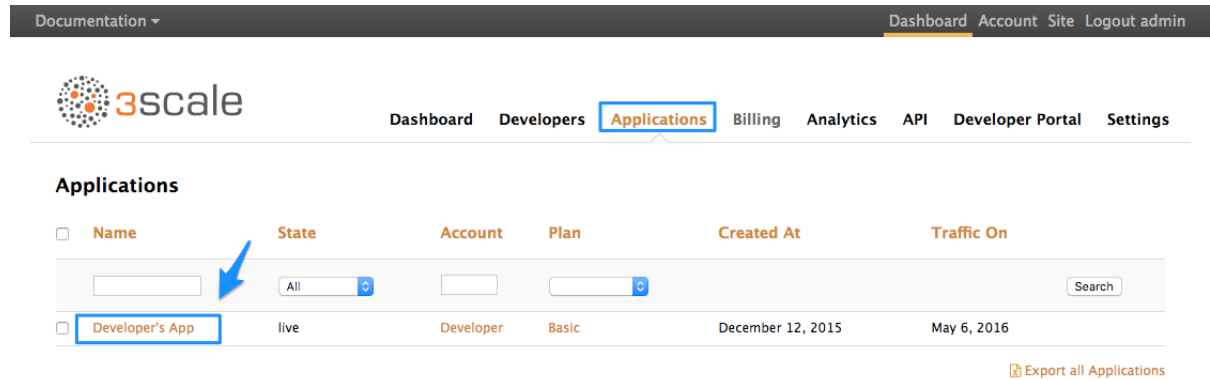 Documentation Dashboard Account Site Logout admin
3scale
Dashboard Developers Applications Billing Analytics API Developer Portal Settings
Applications
Name State Account Plan Created At Traffic On
All Search
Developer's App live Developer Basic December 12, 2015 May 6, 2016
Export all Applications